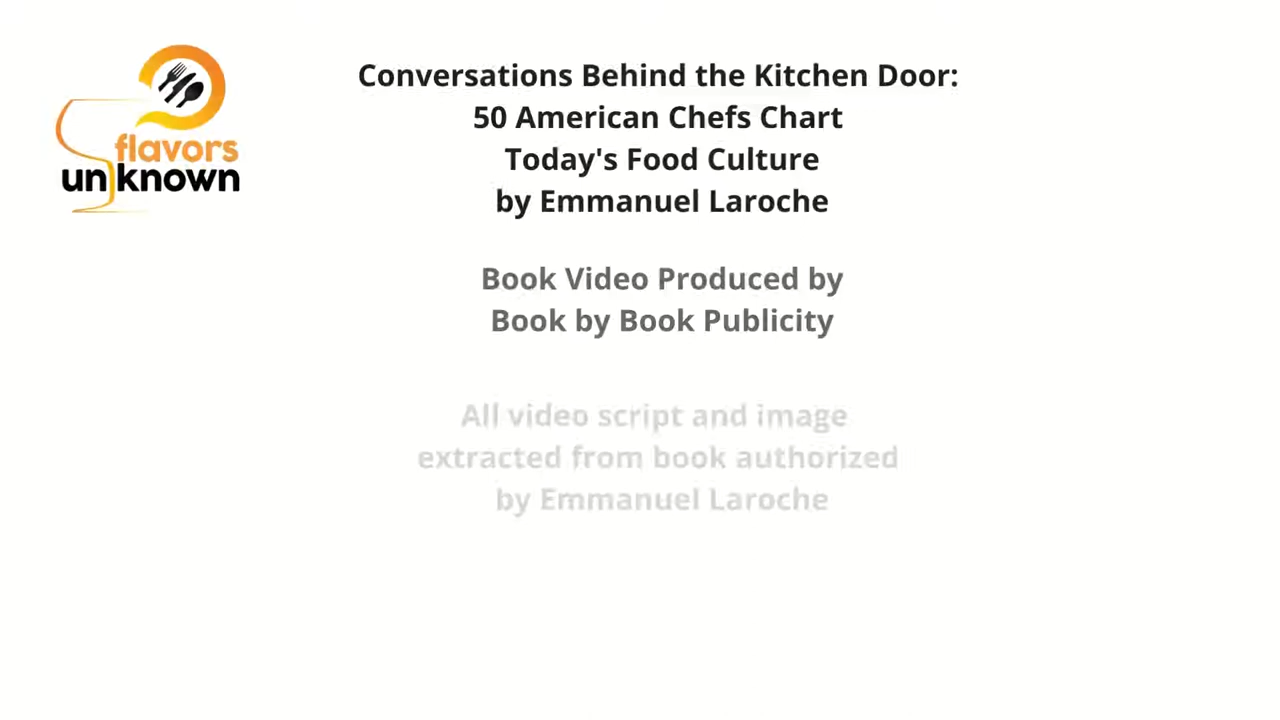 flavors
unknown
Conversations Behind the Kitchen Door:
50 American Chefs Chart
Today's Food Culture
by Emmanuel Laroche
Book Video Produced by
Book by Book Publicity
All video script and image
extracted from book authorized
by Emmanuel Laroche